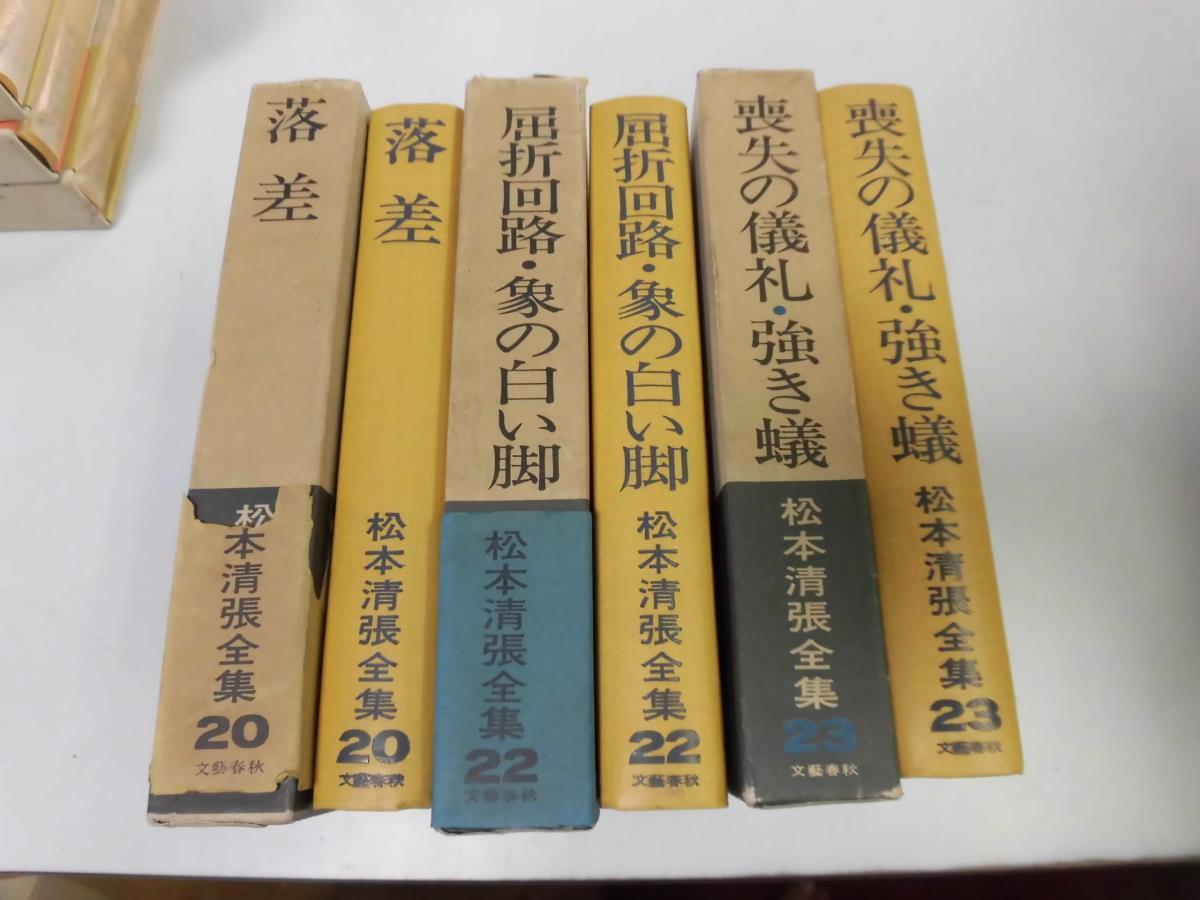 落差
松本清張全集
20
文藝春秋
落差
松本清張全集
20
文藝春秋
屈折回路・象の白い脚
松本清張全集
22
文藝春秋
屈折回路・象の白い脚
松本清張全集
22
文藝春秋
喪失の儀礼・強き蟻
松本清張全集
23
文藝春秋
喪失の儀礼・強き蟻
松本清張全集
23
文藝春秋